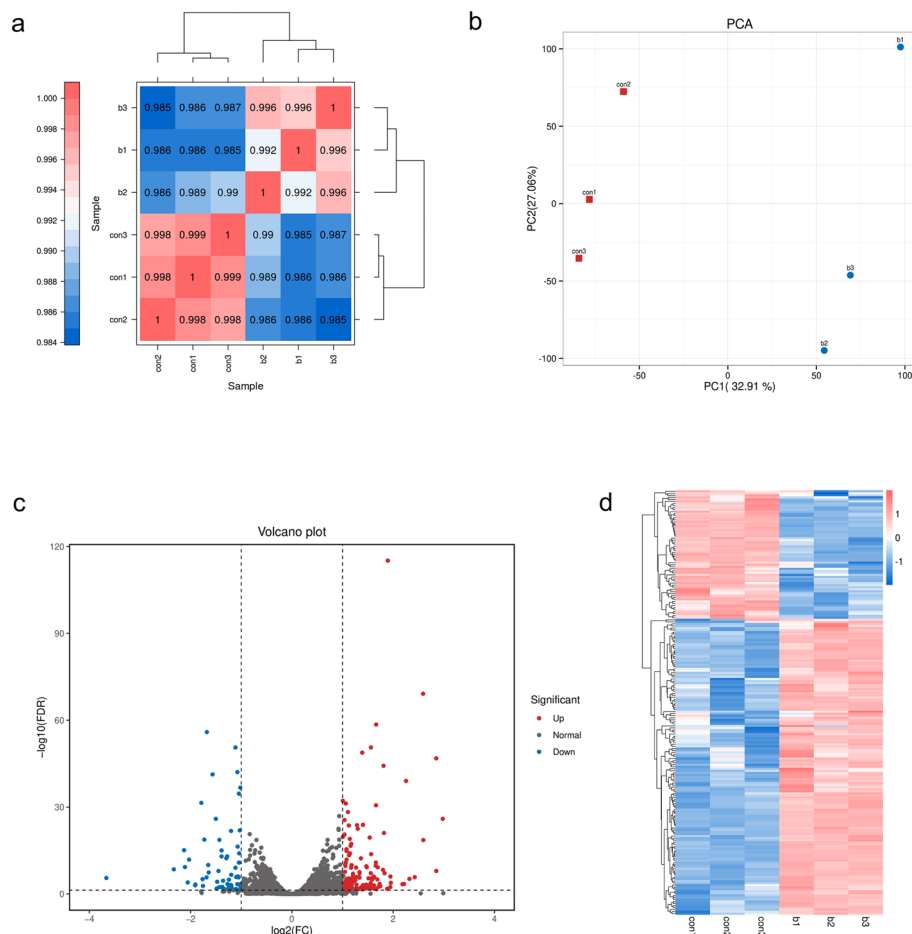 a
1.000
0.998
0.996
0.994
0.992
0.990
0.988
0.986
0.984
Sample
b3 0.985 0.986 0.987 0.996 0.996 1
b1 0.986 0.986 0.985 0.992 1 0.996
b2 0.986 0.989 0.99 1 0.992 0.996
con3 0.998 0.999 1 0.99 0.985 0.987
con1 0.998 1 0.999 0.989 0.986 0.986
con2 1 0.998 0.998 0.986 0.986 0.985
con2 con1 con3 b2 b1 b3
Sample
b
PCA
100
50
0
-50
-100
PC2(27.06%)
b1
con2
con1
con3
b3
b2
-50 0 50 100
PC1( 32.91 %)
c
Volcano plot
120
90
60
30
0
−log10(FDR)
−4 −2 0 2 4
log2(FC)
Significant
Up
Normal
Down
d
1
0
-1
b1 b2 b3